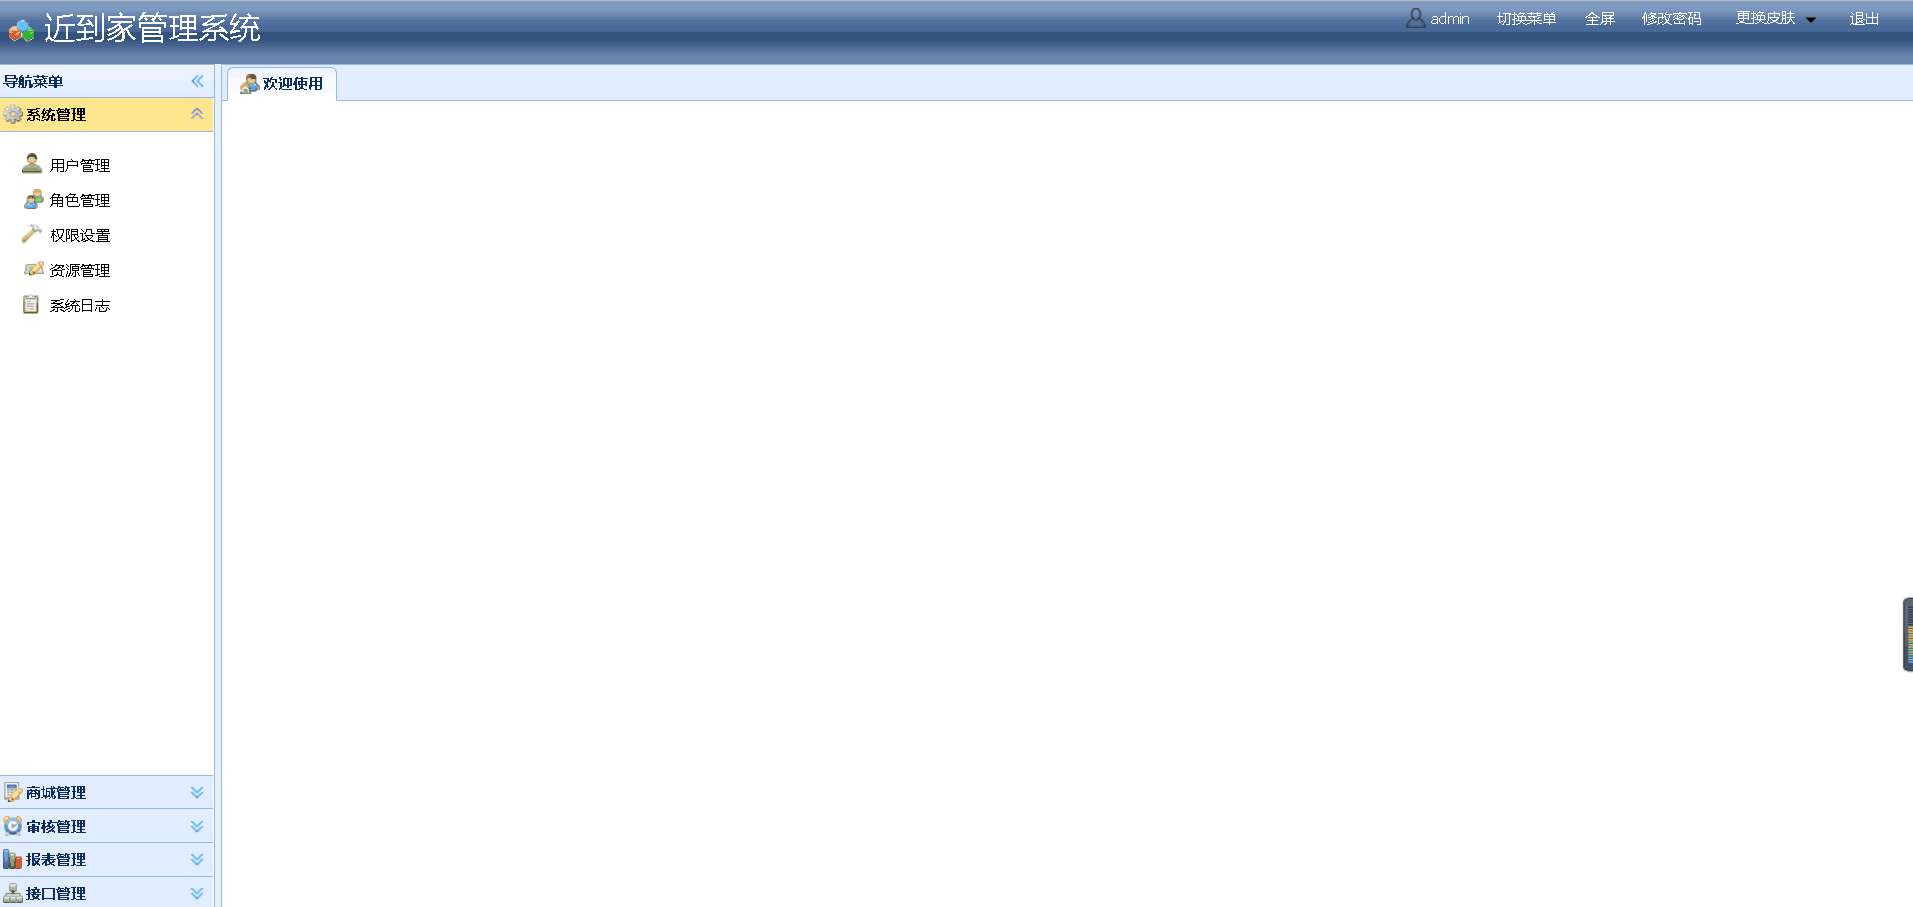 近到家管理系统
admin 切换菜单 全屏 修改密码 更换皮肤 退出
导航菜单
欢迎使用
系统管理
用户管理
角色管理
权限设置
资源管理
系统日志
商城管理
审核管理
报表管理
接口管理